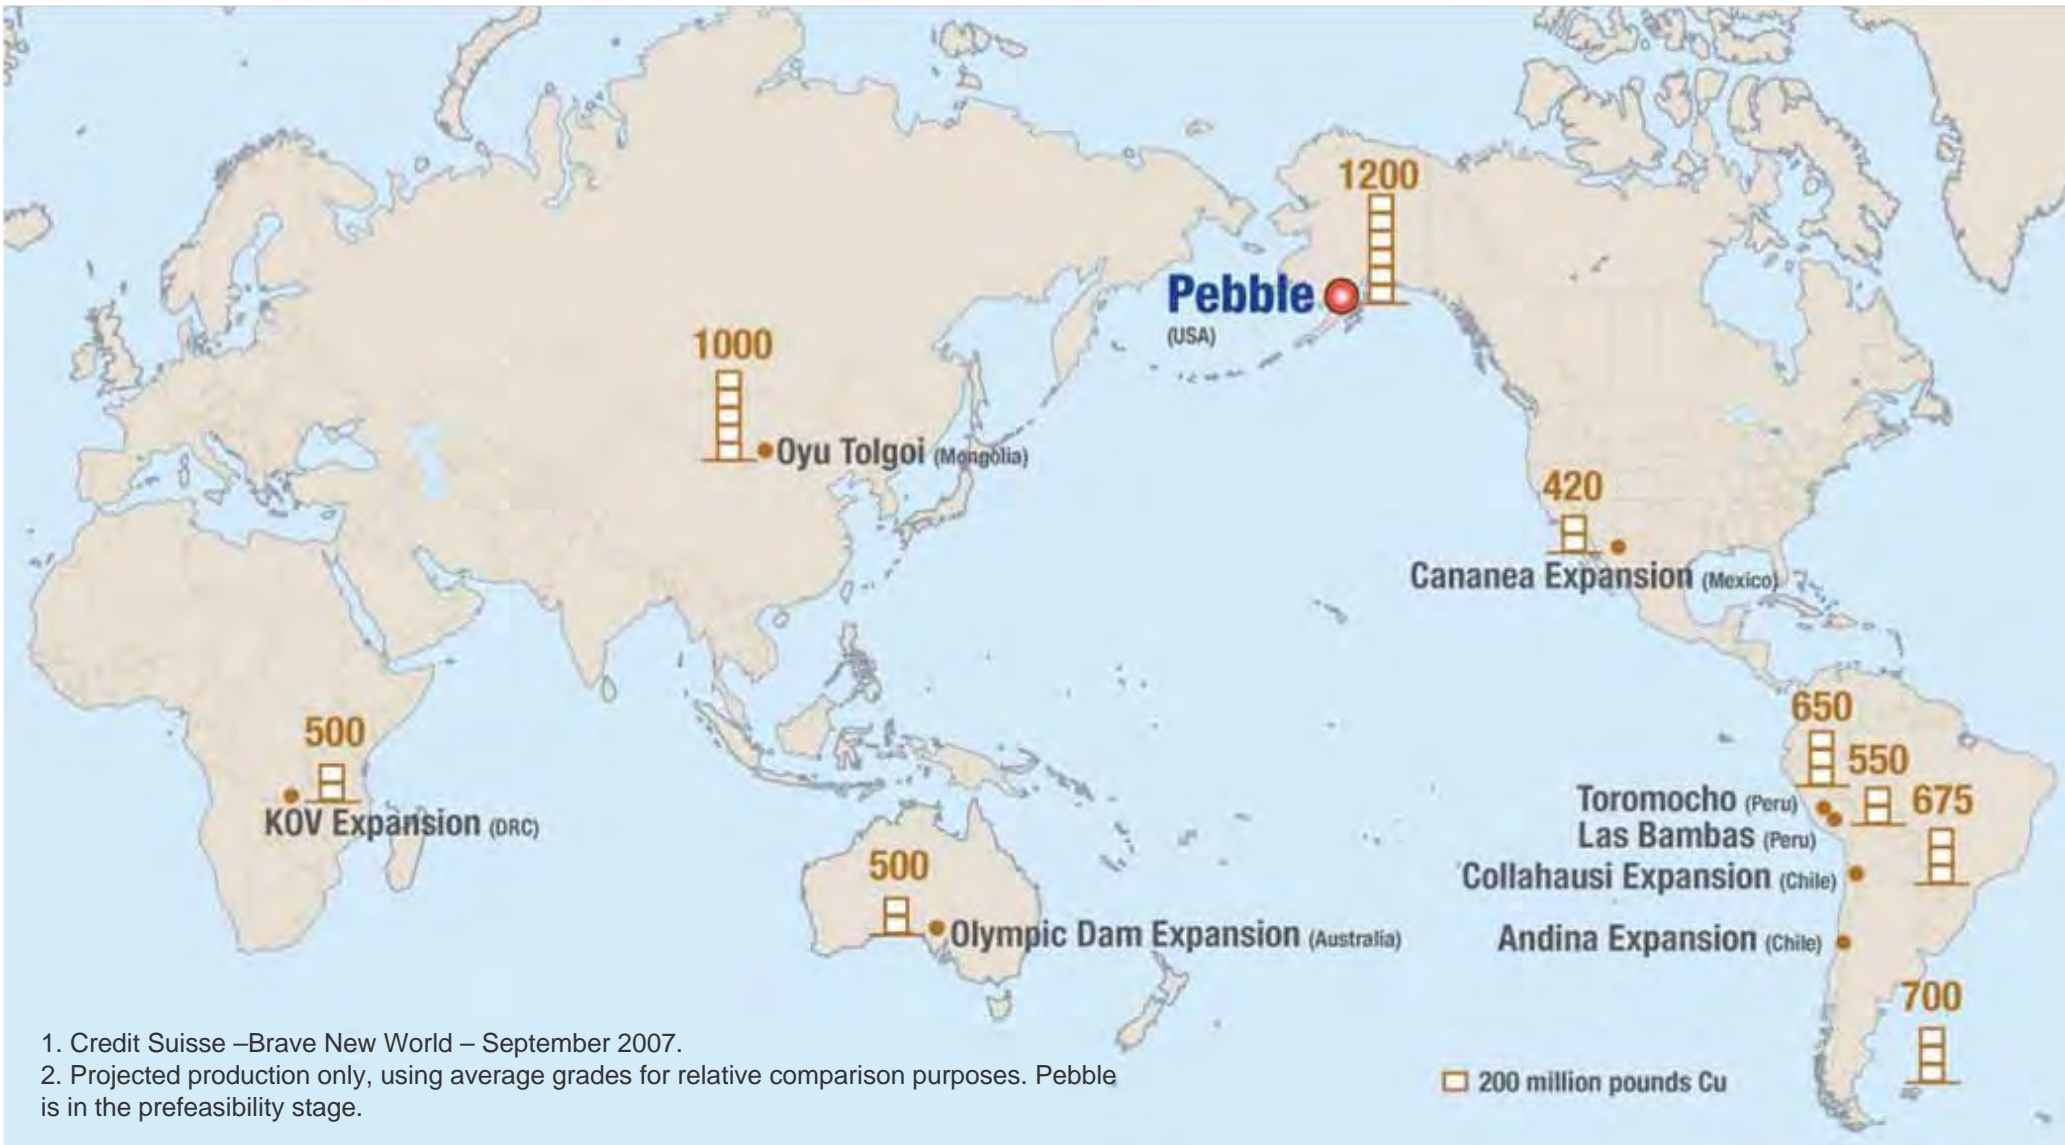 1200
Pebble
(USA)
1000
Oyu Tolgoi (Mongolia)
420
Cananea Expansion (Mexico)
650
500
550
Toromocho (Peru)
675
KOV Expansion (DRC)
Las Bambas (Peru)
500
Collahausi Expansion (Chile)
Olympic Dam Expansion (Australia)
Andina Expansion (Chile)
700
1. Credit Suisse –Brave New World – September 2007.
2. Projected production only, using average grades for relative comparison purposes. Pebble
is in the prefeasibility stage.
200 million pounds Cu